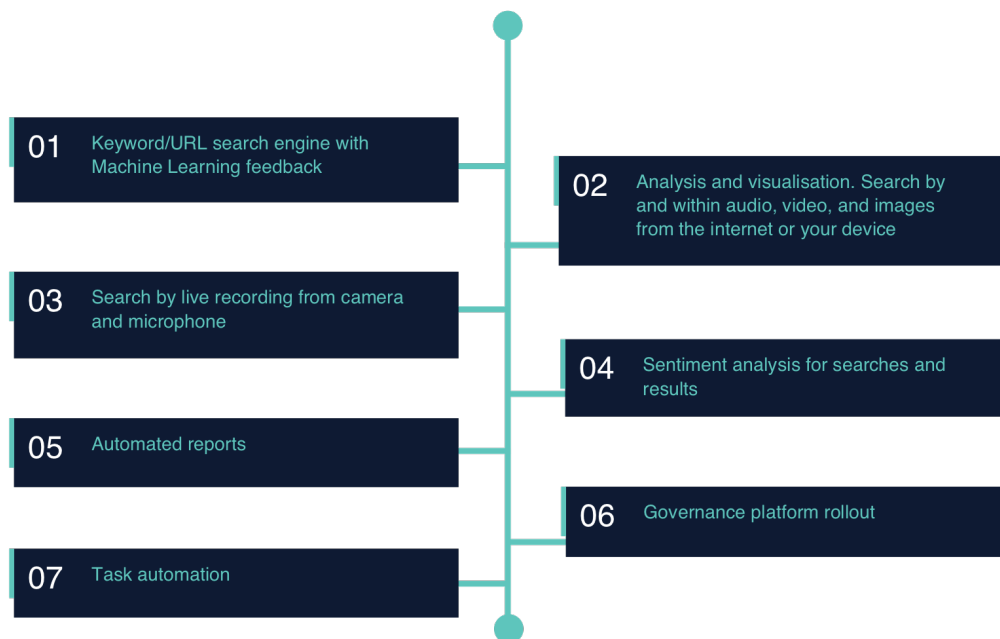 01
Keyword/URL search engine with
Machine Learning feedback
02
Analysis and visualisation. Search by
and within audio, video, and images
from the internet or your device
03
Search by live recording from camera
and microphone
04
Sentiment analysis for searches and
results
05
Automated reports
06
Governance platform rollout
07
Task automation